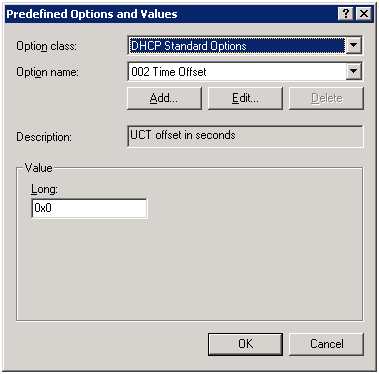 Predefined Options and Values
Option class: DHCP Standard Options
Option name: 002 Time Offset
Add... Edit... Delete
Description: UCT offset in seconds
Value
Long:
0x0
OK Cancel